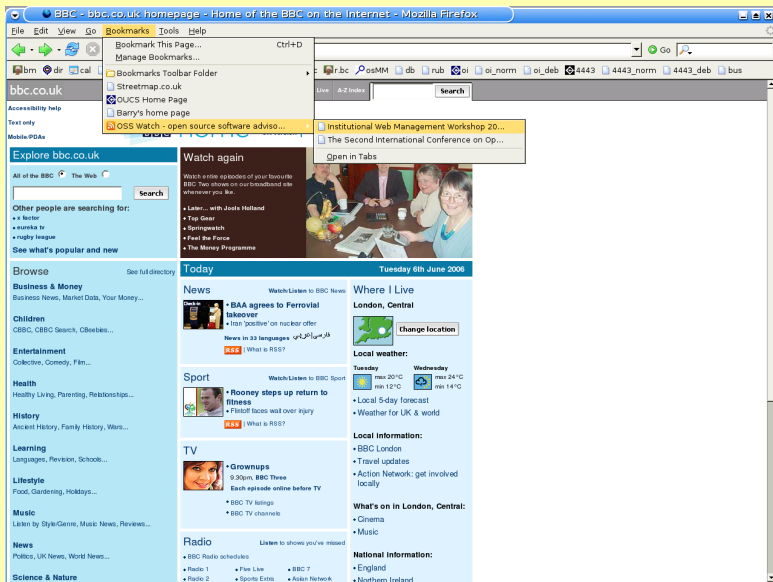 BBC - bbc.co.uk homepage - Home of the BBC on the Internet - Mozilla Firefox
File Edit View Go Bookmarks Tools Help
Go
Bookmark This Page... Ctrl+D
Manage Bookmarks...
Bookmarks Toolbar Folder
Streetmap.co.uk
OUCS Home Page
Barry's home page
OSS Watch - open source software adviso...
Institutional Web Management Workshop 20...
The Second International Conference on Op...
Open in Tabs
bm dir cal r.bc osMM db rub oi oi_norm oi_deb 4443 4443_norm 4443_deb bus
bbc.co.uk Live A-Z Index Search
Accessibility help
Text only
Mobile/PDAs
Explore bbc.co.uk
All of the BBC The Web
Search
Other people are searching for:
x factor
eureka tv
rugby league
See what's popular and new
Watch again
Watch entire episodes of your favourite
BBC Two shows on our broadband site
whenever you like.
Later... with Jools Holland
Top Gear
Springwatch
Feel the Force
The Money Programme
Browse See full directory
Business & Money
Business News, Market Data, Your Money...
Children
CBBC, CBBC Search, CBeebies...
Entertainment
Collective, Comedy, Film...
Health
Healthy Living, Parenting, Relationships...
History
Ancient History, Family History, Wars...
Learning
Languages, Revision, Schools...
Lifestyle
Food, Gardening, Holidays...
Music
Listen by Style/Genre, Music News, Reviews...
News
Politics, UK News, World News...
Science & Nature
Today Tuesday 6th June 2006
News Watch/Listen to BBC News
Check-in
BAA agrees to Ferrovial
takeover
Iran 'positive' on nuclear offer
News in 33 languages
RSS | What is RSS?
Sport Watch/Listen to BBC Sport
Rooney steps up return to
fitness
Flintoff faces wait over injury
RSS | What is RSS?
TV
Grownups
9.30pm, BBC Three
Each episode online before TV
BBC TV listings
BBC TV channels
Radio Listen to shows you've missed
BBC Radio schedules
Radio 1 Five Live BBC 7
Radio 2 Sports Extra Asian Network
Where I Live
London, Central
Change location
Local weather:
Tuesday Wednesday
max 20°C max 24°C
min 12°C min 14°C
Local 5-day forecast
Weather for UK & world
Local Information:
BBC London
Travel updates
Action Network: get involved
locally
What's on in London, Central:
Cinema
Music
National Information:
England
Northern Ireland